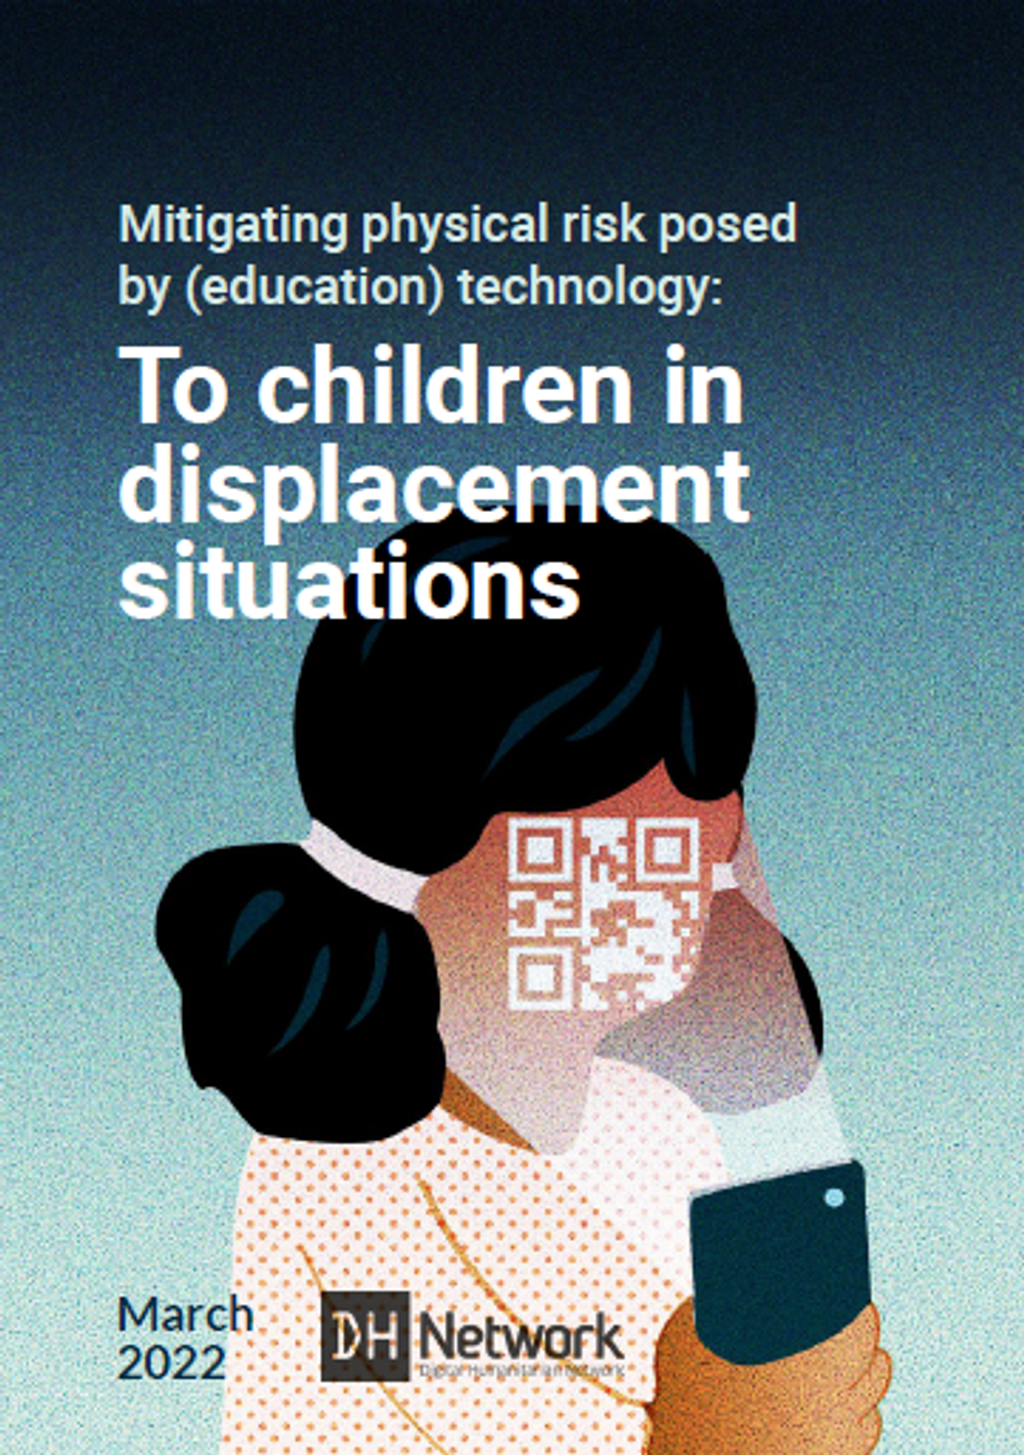 Mitigating physical risk posed
by (education) technology:
To children in
displacement
situations
March
2022
DH Network
Digital Humanitarian Network